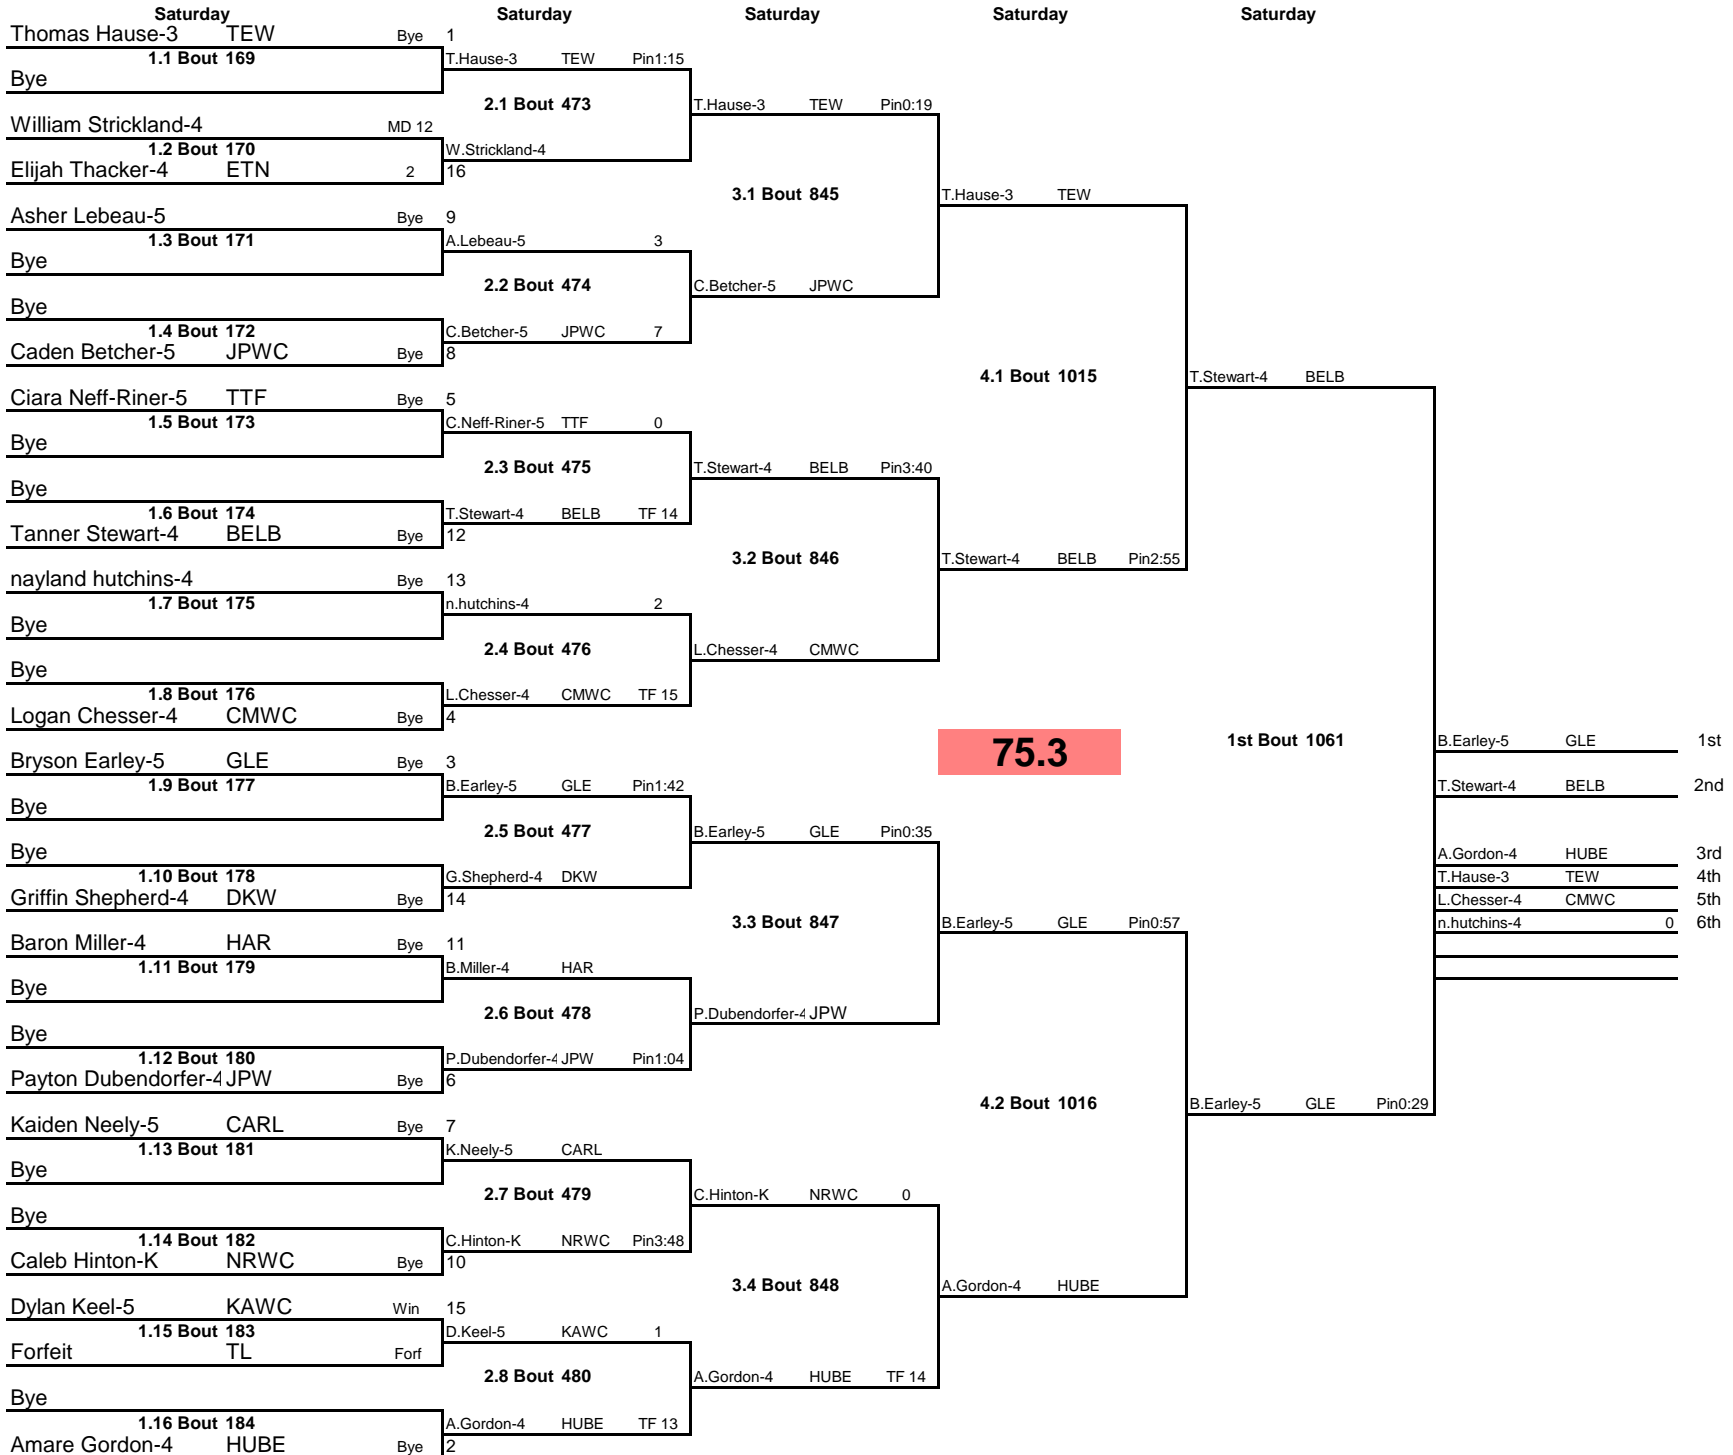 Saturday Saturday Saturday Saturday Saturday
Thomas Hause-3 TEW Bye 1
1.1 Bout 169 T.Hause-3 TEW Pin1:15
Bye
2.1 Bout 473 T.Hause-3 TEW Pin0:19
William Strickland-4 MD 12
1.2 Bout 170 W.Strickland-4
Elijah Thacker-4 ETN 2 16
3.1 Bout 845 T.Hause-3 TEW
Asher Lebeau-5 Bye 9
1.3 Bout 171 A.Lebeau-5 3
Bye
2.2 Bout 474 C.Betcher-5 JPWC
Bye
1.4 Bout 172 C.Betcher-5 JPWC 7
Caden Betcher-5 JPWC Bye 8
4.1 Bout 1015 T.Stewart-4 BELB
Ciara Neff-Riner-5 TTF Bye 5
1.5 Bout 173 C.Neff-Riner-5 TTF 0
Bye
2.3 Bout 475 T.Stewart-4 BELB Pin3:40
Bye
1.6 Bout 174 T.Stewart-4 BELB TF 14
Tanner Stewart-4 BELB Bye 12
3.2 Bout 846 T.Stewart-4 BELB Pin2:55
nayland hutchins-4 Bye 13
1.7 Bout 175 n.hutchins-4 2
Bye
2.4 Bout 476 L.Chesser-4 CMWC
Bye
1.8 Bout 176 L.Chesser-4 CMWC TF 15
Logan Chesser-4 CMWC Bye 4
75.3 1st Bout 1061 B.Earley-5 GLE 1st
Bryson Earley-5 GLE Bye 3
1.9 Bout 177 B.Earley-5 GLE Pin1:42 T.Stewart-4 BELB 2nd
Bye
2.5 Bout 477 B.Earley-5 GLE Pin0:35
Bye A.Gordon-4 HUBE 3rd
1.10 Bout 178 G.Shepherd-4 DKW T.Hause-3 TEW 4th
Griffin Shepherd-4 DKW Bye 14 L.Chesser-4 CMWC 5th
3.3 Bout 847 B.Earley-5 GLE Pin0:57 n.hutchins-4 0 6th
Baron Miller-4 HAR Bye 11
1.11 Bout 179 B.Miller-4 HAR
Bye
2.6 Bout 478 P.Dubendorfer-4 JPW
Bye
1.12 Bout 180 P.Dubendorfer-4 JPW Pin1:04
Payton Dubendorfer-4 JPW Bye 6
4.2 Bout 1016 B.Earley-5 GLE Pin0:29
Kaiden Neely-5 CARL Bye 7
1.13 Bout 181 K.Neely-5 CARL
Bye
2.7 Bout 479 C.Hinton-K NRWC 0
Bye
1.14 Bout 182 C.Hinton-K NRWC Pin3:48
Caleb Hinton-K NRWC Bye 10
3.4 Bout 848 A.Gordon-4 HUBE
Dylan Keel-5 KAWC Win 15
1.15 Bout 183 D.Keel-5 KAWC 1
Forfeit TL Forf
2.8 Bout 480 A.Gordon-4 HUBE TF 14
Bye
1.16 Bout 184 A.Gordon-4 HUBE TF 13
Amare Gordon-4 HUBE Bye 2